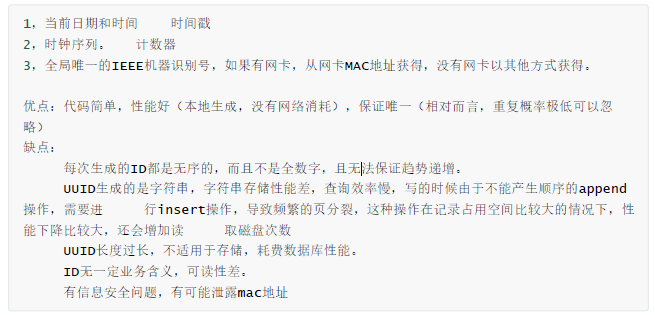 1，当前日期和时间    时间戳
2，时钟序列。   计数器
3，全局唯一的IEEE机器识别号，如果有网卡，从网卡MAC地址获得，没有网卡以其他方式获得。
优点：代码简单，性能好（本地生成，没有网络消耗），保证唯一（相对而言，重复概率极低可以忽
略）
缺点：
每次生成的ID都是无序的，而且不是全数字，且无法保证趋势递增。
UUID生成的是字符串，字符串存储性能差，查询效率慢，写的时候由于不能产生顺序的append
操作，需要进    行insert操作，导致频繁的页分裂，这种操作在记录占用空间比较大的情况下，性
能下降比较大，还会增加读    取磁盘次数
UUID长度过长，不适用于存储，耗费数据库性能。
ID无一定业务含义，可读性差。
有信息安全问题，有可能泄露mac地址